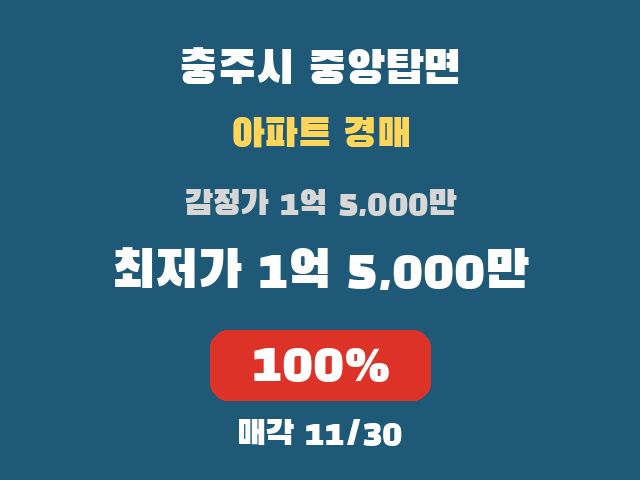 충주시 중앙탑면
아파트 경매
감정가 1억 5,000만
최저가 1억 5,000만
100%
매각 11/30